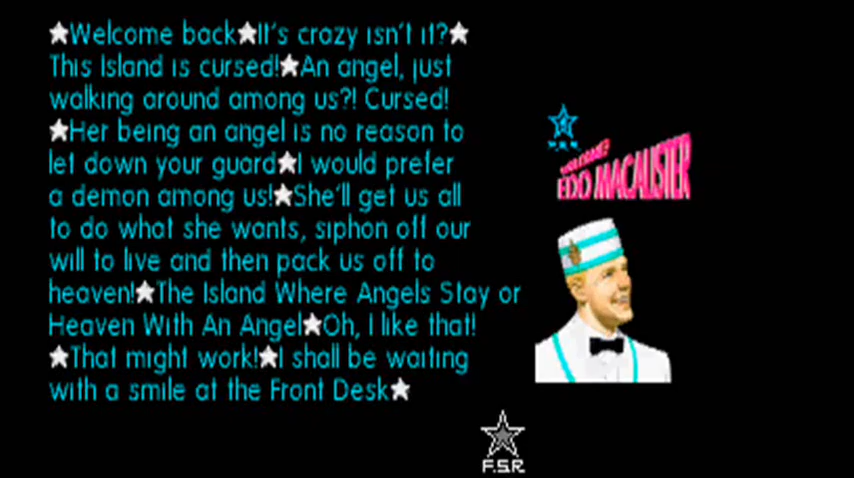 ★Welcome back★It's crazy isn't it?★
This Island is cursed!★An angel, just
walking around among us?! Cursed!
★Her being an angel is no reason to
let down your guard★I would prefer
a demon among us!★She'll get us all
to do what she wants, siphon off our
will to live and then pack us off to
heaven!★The Island Where Angels Stay or
Heaven With An Angel★Oh, I like that!
★That might work!★I shall be waiting
with a smile at the Front Desk★
EDO MACALISTER
F.S.R.